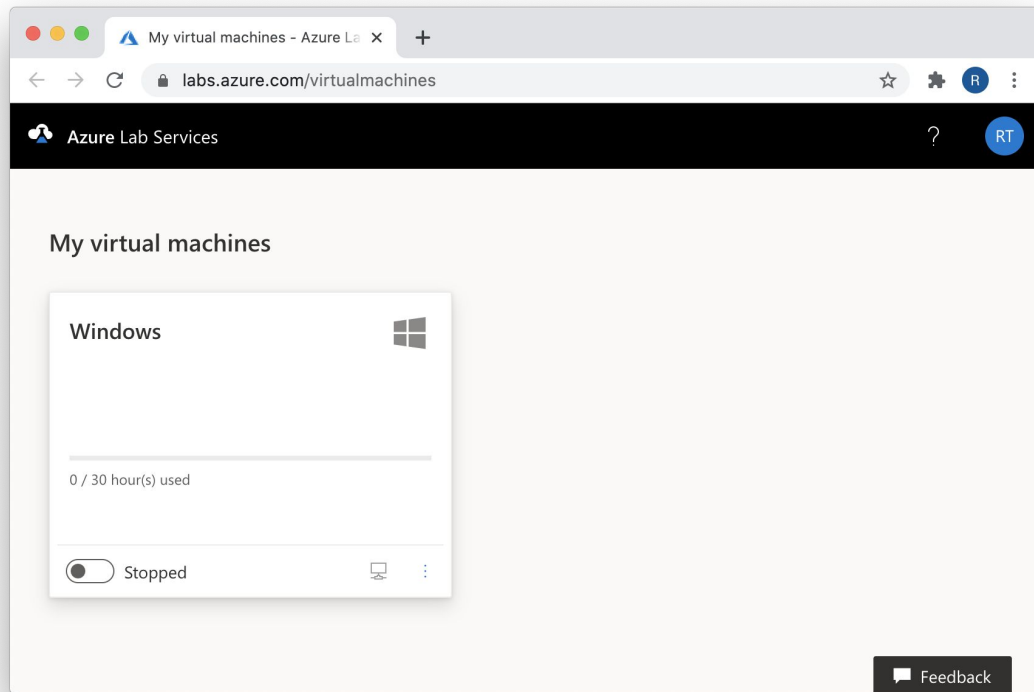 My virtual machines - Azure La
labs.azure.com/virtualmachines
R
Azure Lab Services
?
RT
My virtual machines
Windows
0 / 30 hour(s) used
Stopped
Feedback